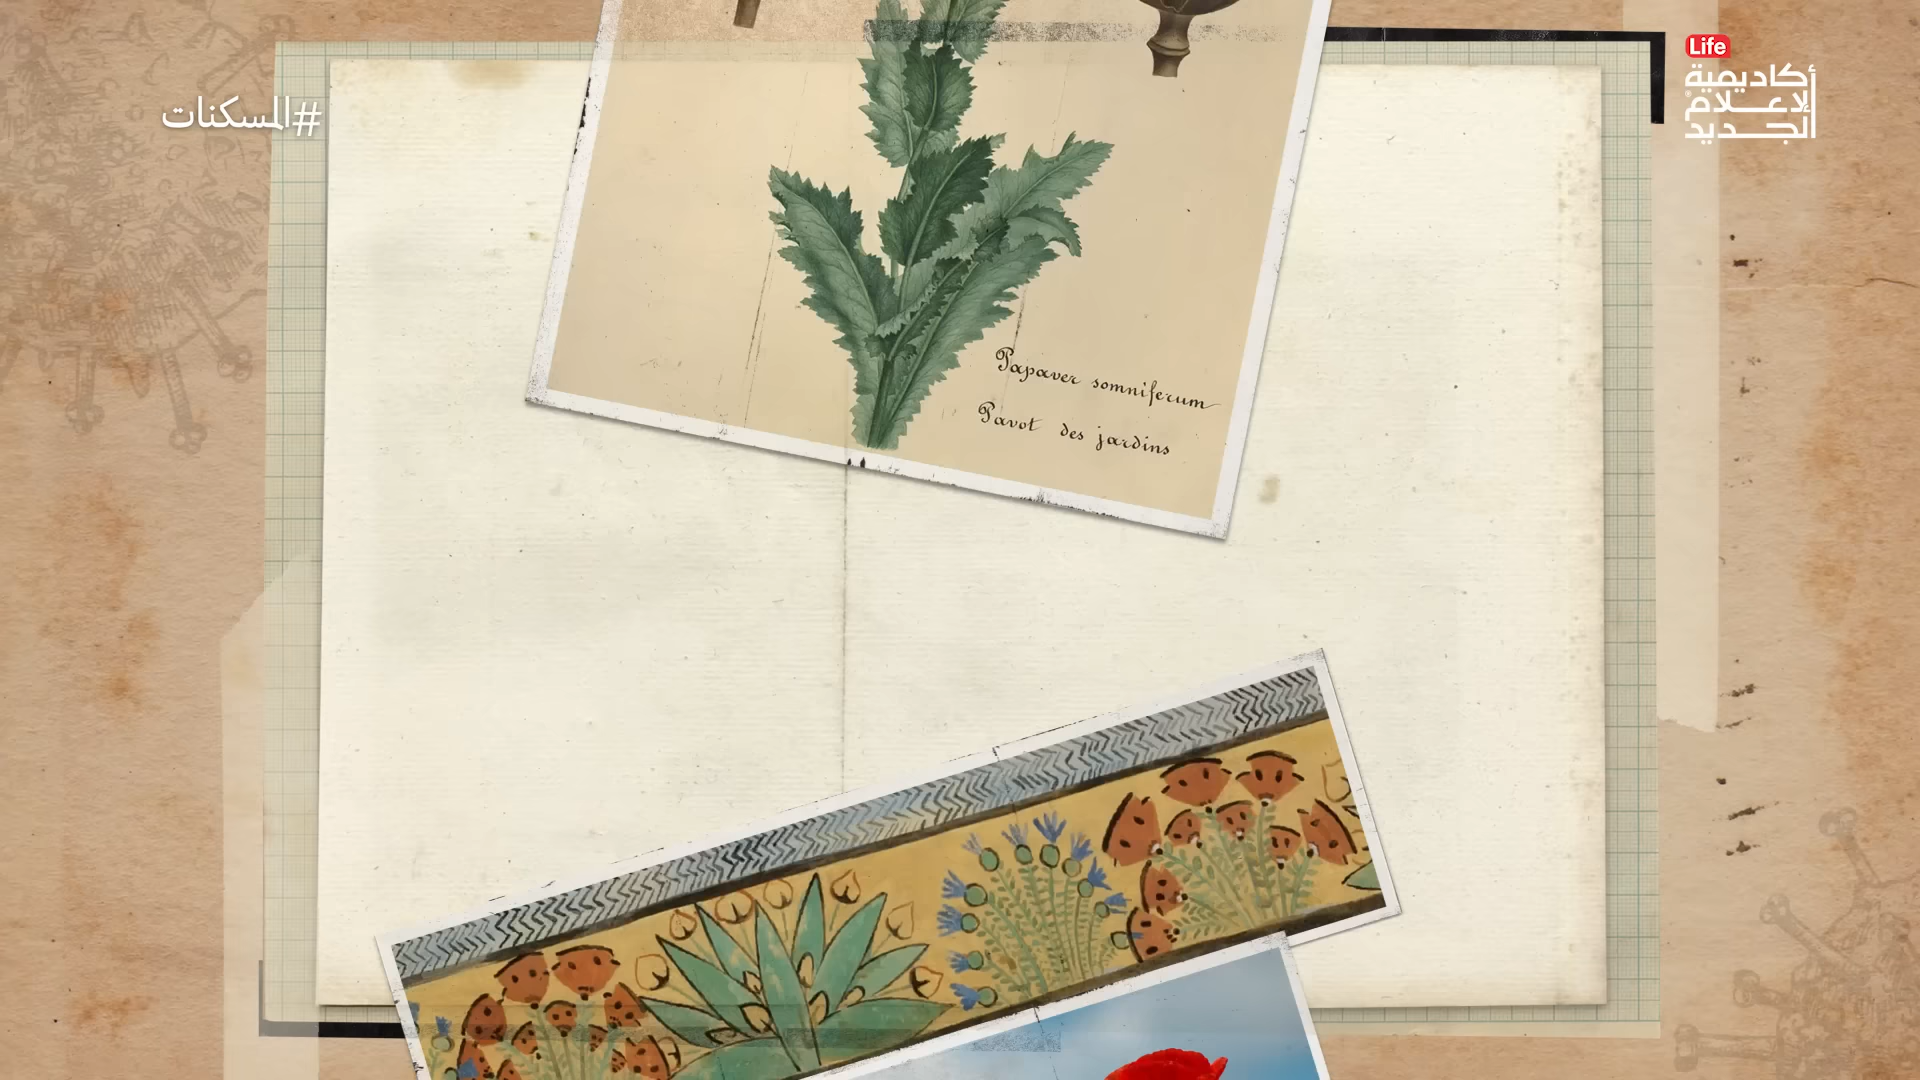 #المسكنات
Life
أكاديمية
الإعلام
الجديد
Papaver somniferum
Pavot des jardins